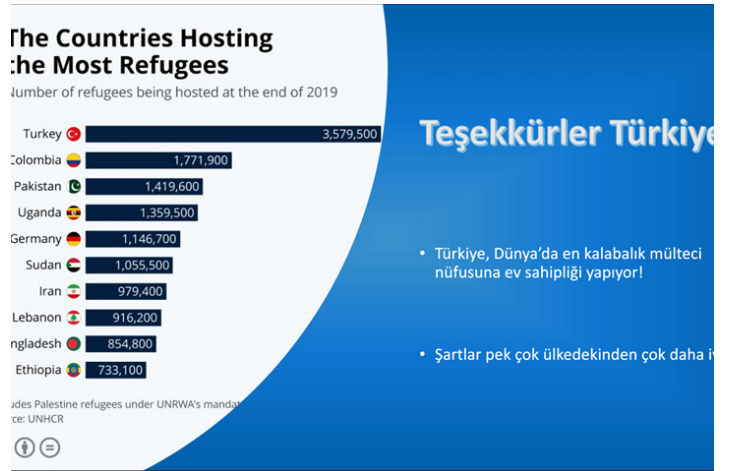 The Countries Hosting
the Most Refugees
Number of refugees being hosted at the end of 2019
Turkey 3,579,500
Colombia 1,771,900
Pakistan 1,419,600
Uganda 1,359,500
Germany 1,146,700
Sudan 1,055,500
Iran 979,400
Lebanon 916,200
ngladesh 854,800
Ethiopia 733,100
udes Palestine refugees under UNRWA's mandat
rce: UNHCR
Teşekkürler Türkiye
• Türkiye, Dünya'da en kalabalık mülteci
nüfusuna ev sahipliği yapıyor!
• Şartlar pek çok ülkedekinden çok daha